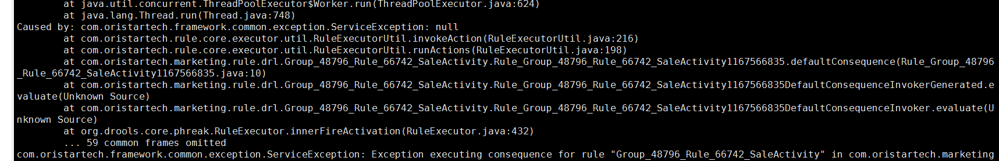 at java.util.concurrent.ThreadPoolExecutor$Worker.run(ThreadPoolExecutor.java:624)
at java.lang.Thread.run(Thread.java:748)
Caused by: com.oristartech.framework.common.exception.ServiceException: null
at com.oristartech.rule.core.executor.util.RuleExecutorUtil.invokeAction(RuleExecutorUtil.java:216)
at com.oristartech.rule.core.executor.util.RuleExecutorUtil.runActions(RuleExecutorUtil.java:198)
at com.oristartech.marketing.rule.drl.Group_48796_Rule_66742_SaleActivity.Rule_Group_48796_Rule_66742_SaleActivity1167566835.defaultConsequence(Rule_Group_48796
_Rule_66742_SaleActivity1167566835.java:10)
at com.oristartech.marketing.rule.drl.Group_48796_Rule_66742_SaleActivity.Rule_Group_48796_Rule_66742_SaleActivity1167566835DefaultConsequenceInvokerGenerated.e
valuate(Unknown Source)
at com.oristartech.marketing.rule.drl.Group_48796_Rule_66742_SaleActivity.Rule_Group_48796_Rule_66742_SaleActivity1167566835DefaultConsequenceInvoker.evaluate(U
nknown Source)
at org.drools.core.phreak.RuleExecutor.innerFireActivation(RuleExecutor.java:432)
... 59 common frames omitted
com.oristartech.framework.common.exception.ServiceException: Exception executing consequence for rule "Group_48796_Rule_66742_SaleActivity" in com.oristartech.marketing